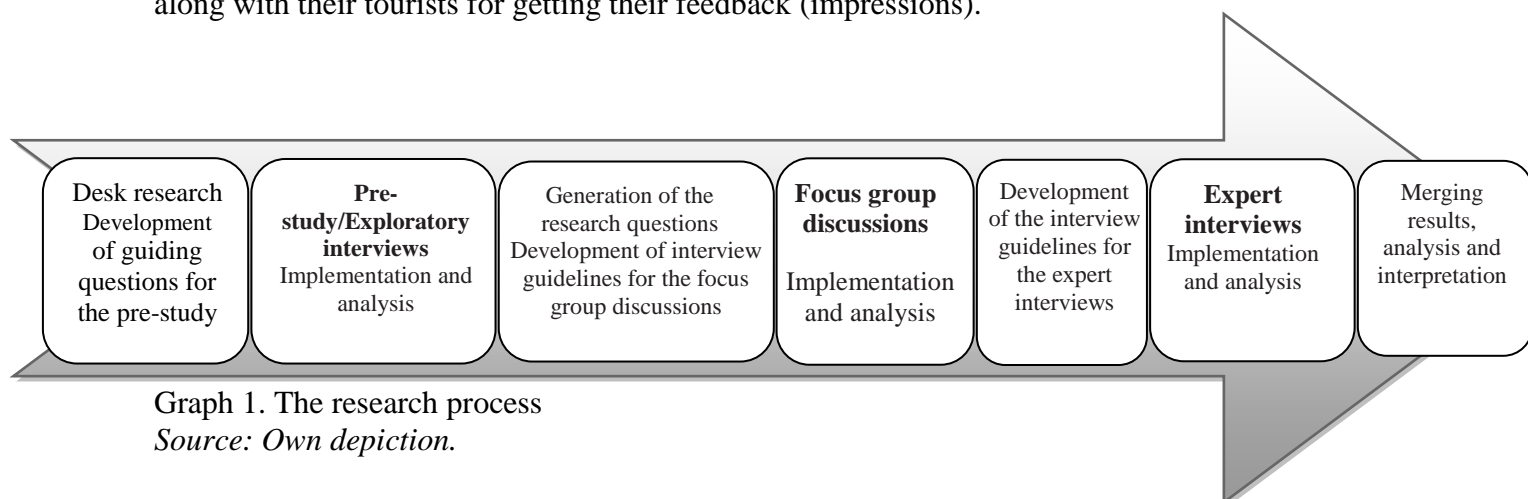 along with their tourists for getting their feedback (impressions).
Desk research
Development
of guiding
questions for
the pre-study
Pre-
study/Exploratory
interviews
Implementation and
analysis
Generation of the
research questions
Development of interview
guidelines for the focus
group discussions
Focus group
discussions
Implementation
and analysis
Development
of the interview
guidelines for
the expert
interviews
Expert
interviews
Implementation
and analysis
Merging
results,
analysis and
interpretation
Graph 1. The research process
Source: Own depiction.